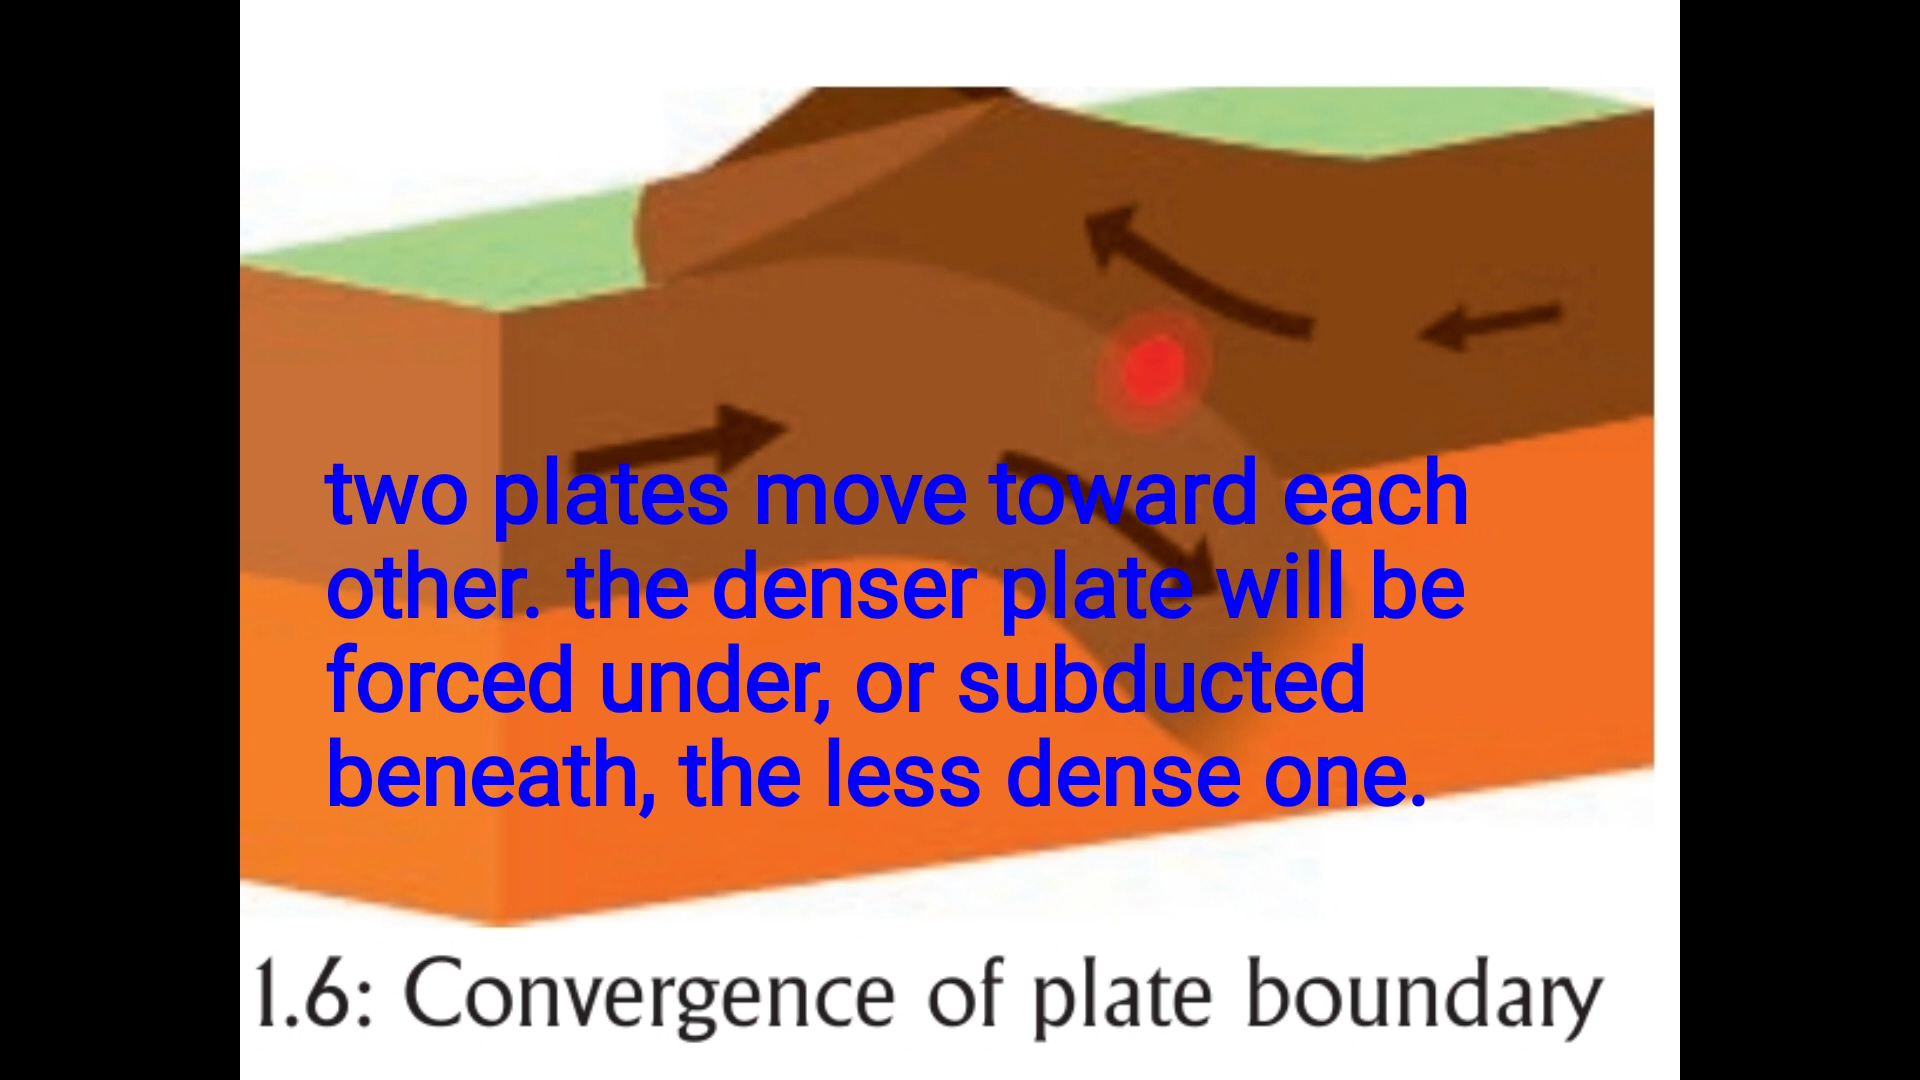 two plates move toward each
other. the denser plate will be
forced under, or subducted
beneath, the less dense one.
1.6: Convergence of plate boundary